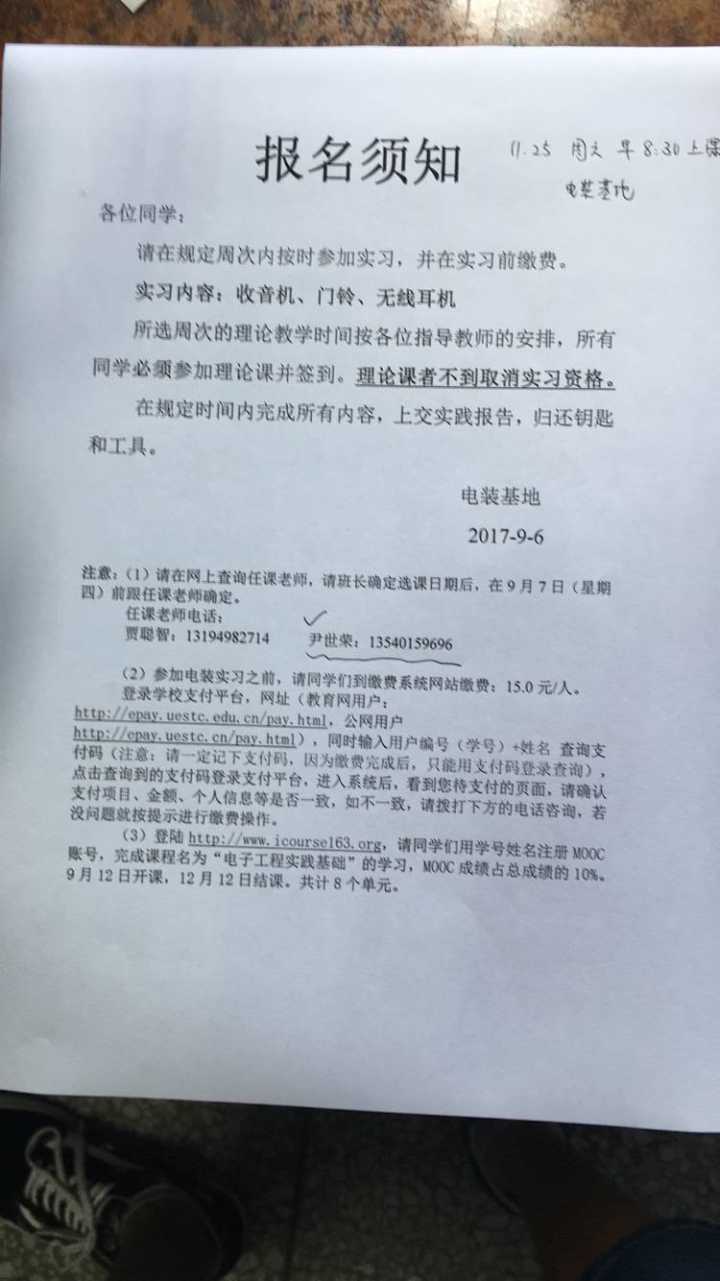 报名须知
11.25 周六 早 8:30 上课
电装基地
各位同学：
请在规定周次内按时参加实习，并在实习前缴费。
实习内容：收音机、门铃、无线耳机
所选周次的理论教学时间按各位指导教师的安排，所有
同学必须参加理论课并签到。理论课者不到取消实习资格。
在规定时间内完成所有内容，上交实践报告，归还钥匙
和工具。
电装基地
2017-9-6
注意：（1）请在网上查询任课老师，请班长确定选课日期后，在 9 月 7 日（星期
四）前跟任课老师确定。
任课老师电话：
贾聪智：13194982714 尹世荣：13540159696
（2）参加电装实习之前，请同学们到缴费系统网站缴费：15.0 元/人。
登录学校支付平台，网址（教育网用户：
http://epay.uestc.edu.cn/pay.html，公网用户
http://epay.uestc.cn/pay.html），同时输入用户编号（学号）+姓名 查询支
付码（注意：请一定记下支付码，因为缴费完成后，只能用支付码登录查询），
点击查询到的支付码登录支付平台，进入系统后，看到您待支付的页面，请确认
支付项目、金额、个人信息等是否一致，如不一致，请拨打下方的电话咨询，若
没问题就按提示进行缴费操作。
（3）登陆 http://www.icourse163.org，请同学们用学号姓名注册 MOOC
账号，完成课程名为“电子工程实践基础”的学习，MOOC 成绩占总成绩的 10%。
9 月 12 日开课，12 月 12 日结课。共计 8 个单元。